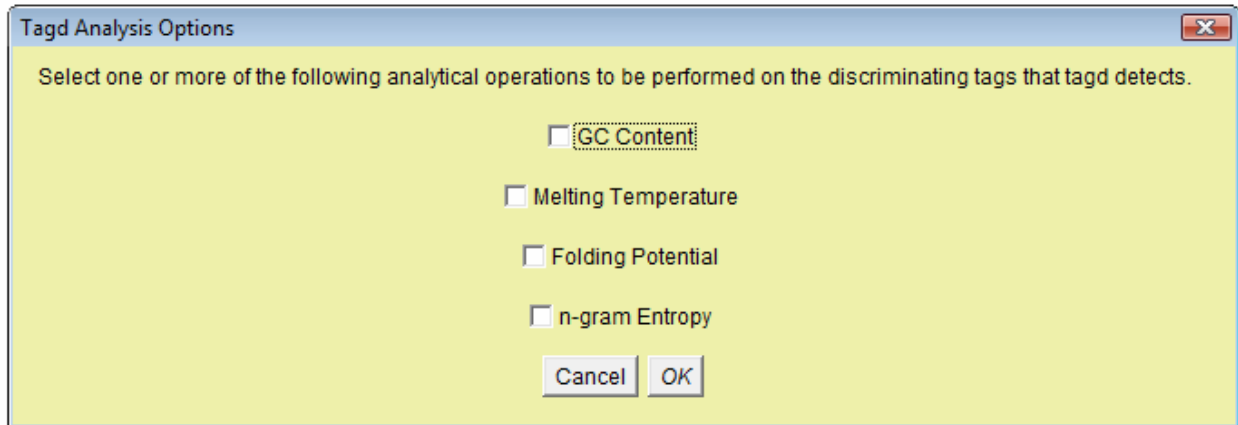 Tagd Analysis Options
Select one or more of the following analytical operations to be performed on the discriminating tags that tagd detects.
GC Content
Melting Temperature
Folding Potential
n-gram Entropy
Cancel OK